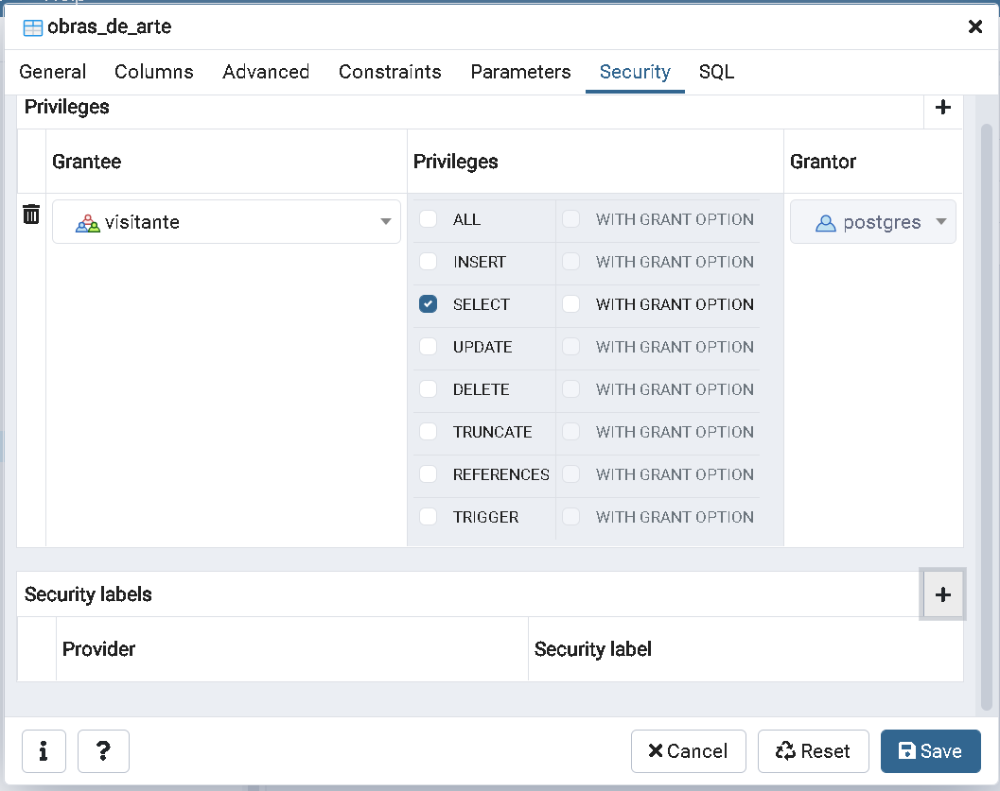 obras_de_arte
General Columns Advanced Constraints Parameters Security SQL
Privileges
Grantee Privileges Grantor
visitante ALL WITH GRANT OPTION postgres
INSERT WITH GRANT OPTION
SELECT WITH GRANT OPTION
UPDATE WITH GRANT OPTION
DELETE WITH GRANT OPTION
TRUNCATE WITH GRANT OPTION
REFERENCES WITH GRANT OPTION
TRIGGER WITH GRANT OPTION
Security labels
Provider Security label
i ? Cancel Reset Save